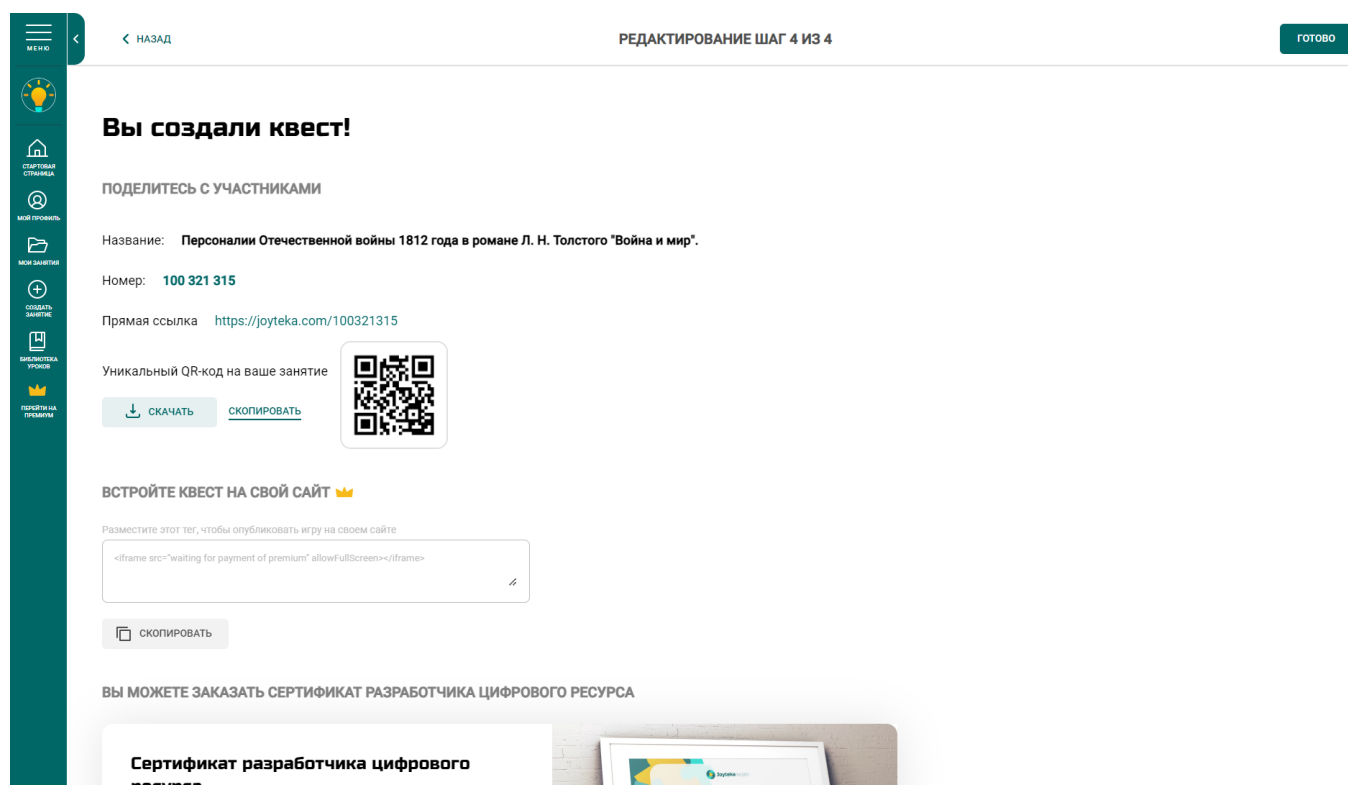 МЕНЮ
НАЗАД
РЕДАКТИРОВАНИЕ ШАГ 4 ИЗ 4
ГОТОВО
СТАРТОВАЯ
СТРАНИЦА
МОЙ ПРОФИЛЬ
МОИ ЗАНЯТИЯ
СОЗДАТЬ
ЗАНЯТИЕ
БИБЛИОТЕКА
УРОКОВ
ПЕРЕЙТИ НА
ПРЕМИУМ
Вы создали квест!
ПОДЕЛИТЕСЬ С УЧАСТНИКАМИ
Название: Персоналии Отечественной войны 1812 года в романе Л. Н. Толстого "Война и мир".
Номер: 100 321 315
Прямая ссылка https://joyteka.com/100321315
Уникальный QR-код на ваше занятие
СКАЧАТЬ СКОПИРОВАТЬ
ВСТРОЙТЕ КВЕСТ НА СВОЙ САЙТ
Разместите этот тег, чтобы опубликовать игру на своем сайте
<iframe src="waiting for payment of premium" allowFullScreen></iframe>
СКОПИРОВАТЬ
ВЫ МОЖЕТЕ ЗАКАЗАТЬ СЕРТИФИКАТ РАЗРАБОТЧИКА ЦИФРОВОГО РЕСУРСА
Сертификат разработчика цифрового
ресурса
Joyteka